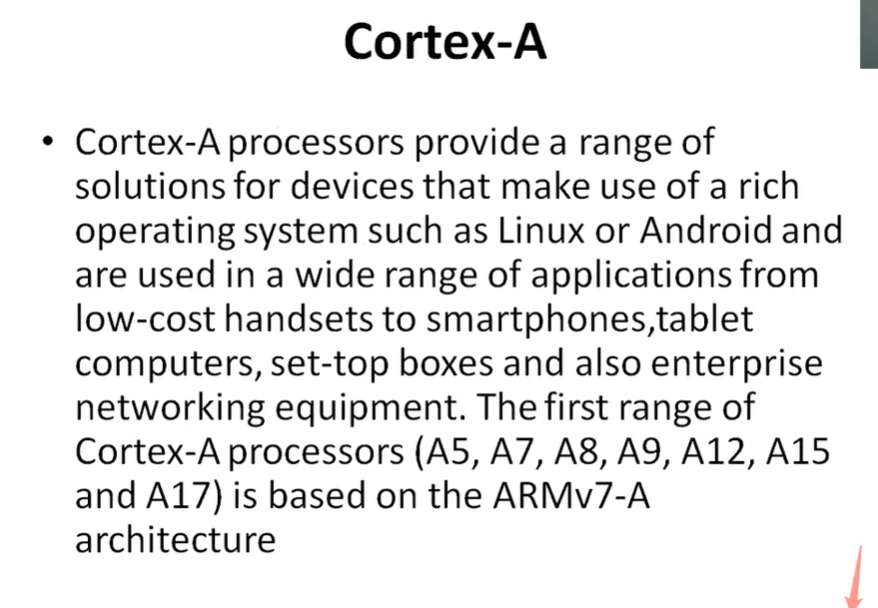 Cortex-A
• Cortex-A processors provide a range of
solutions for devices that make use of a rich
operating system such as Linux or Android and
are used in a wide range of applications from
low-cost handsets to smartphones,tablet
computers, set-top boxes and also enterprise
networking equipment. The first range of
Cortex-A processors (A5, A7, A8, A9, A12, A15
and A17) is based on the ARMv7-A
architecture